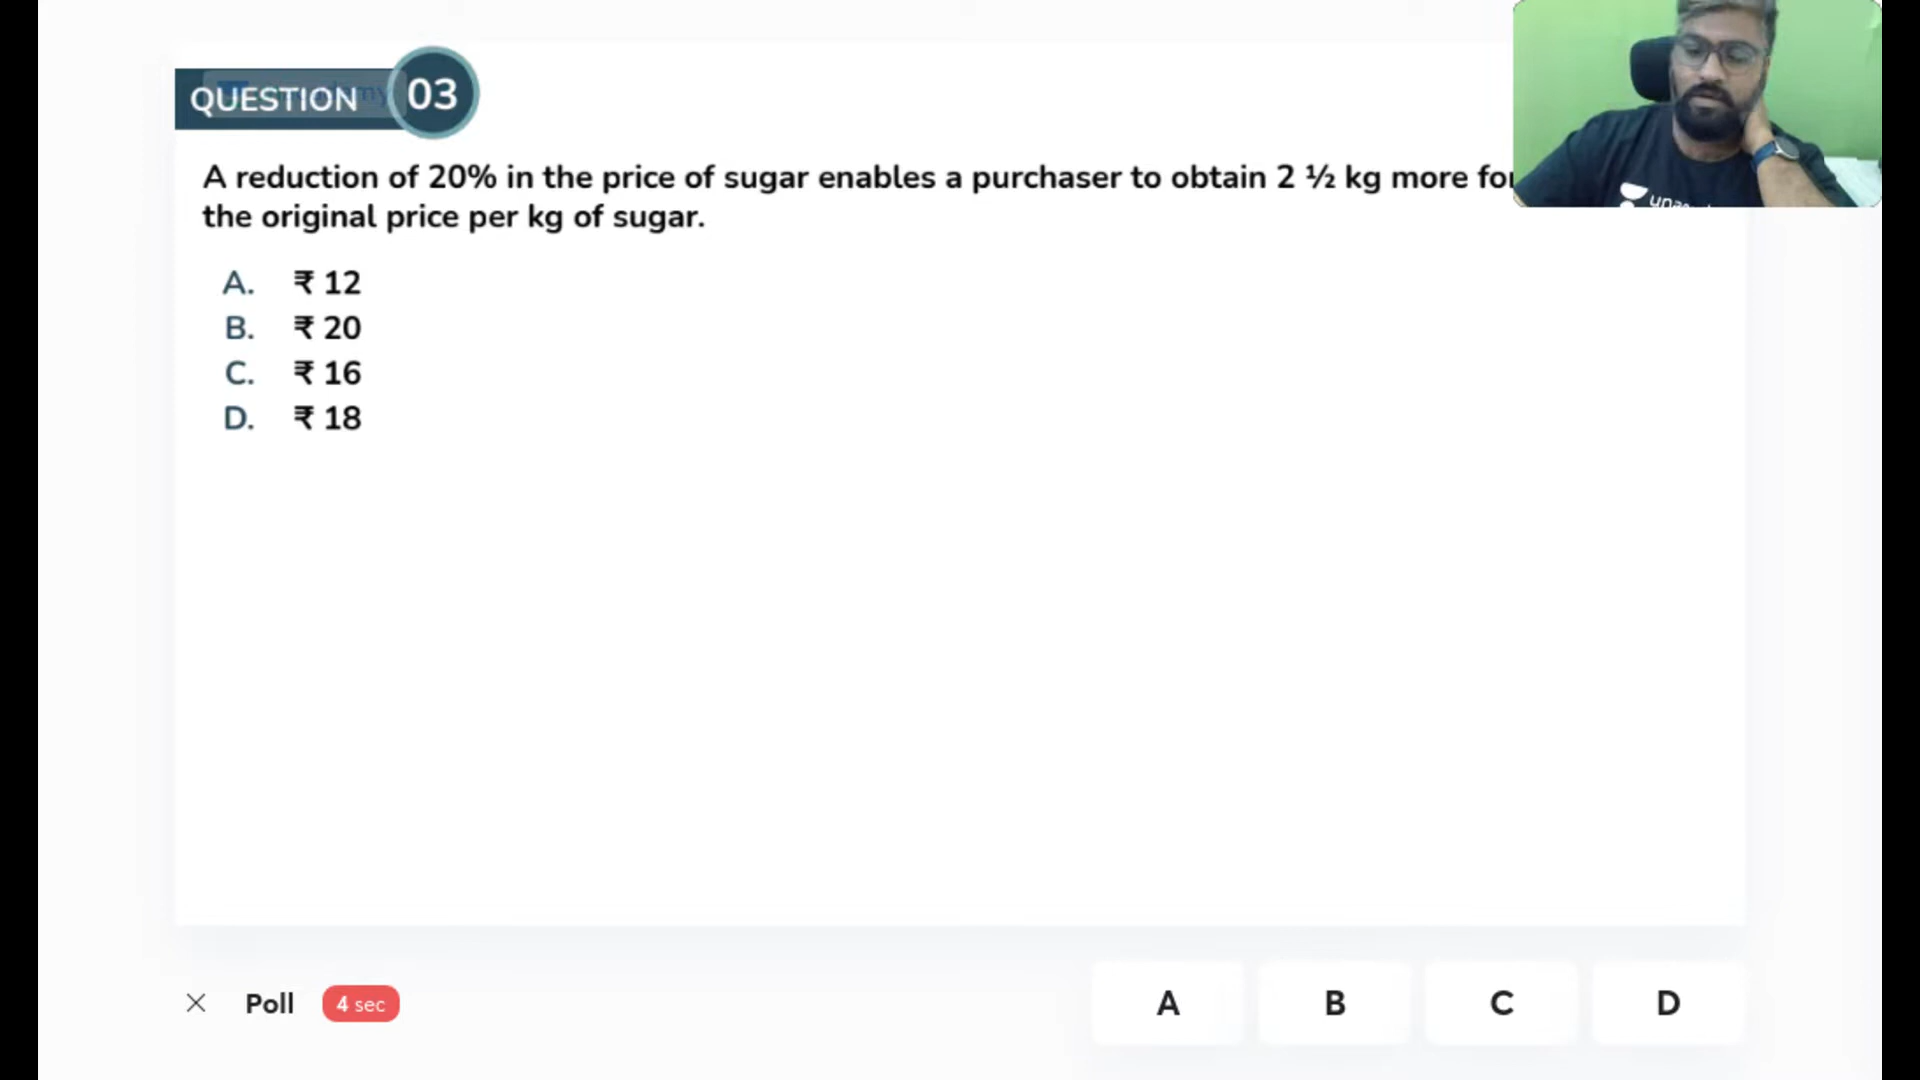 QUESTION 03
A reduction of 20% in the price of sugar enables a purchaser to obtain 2 ½ kg more for
the original price per kg of sugar.
A. ₹ 12
B. ₹ 20
C. ₹ 16
D. ₹ 18
Poll 4 sec A B C D